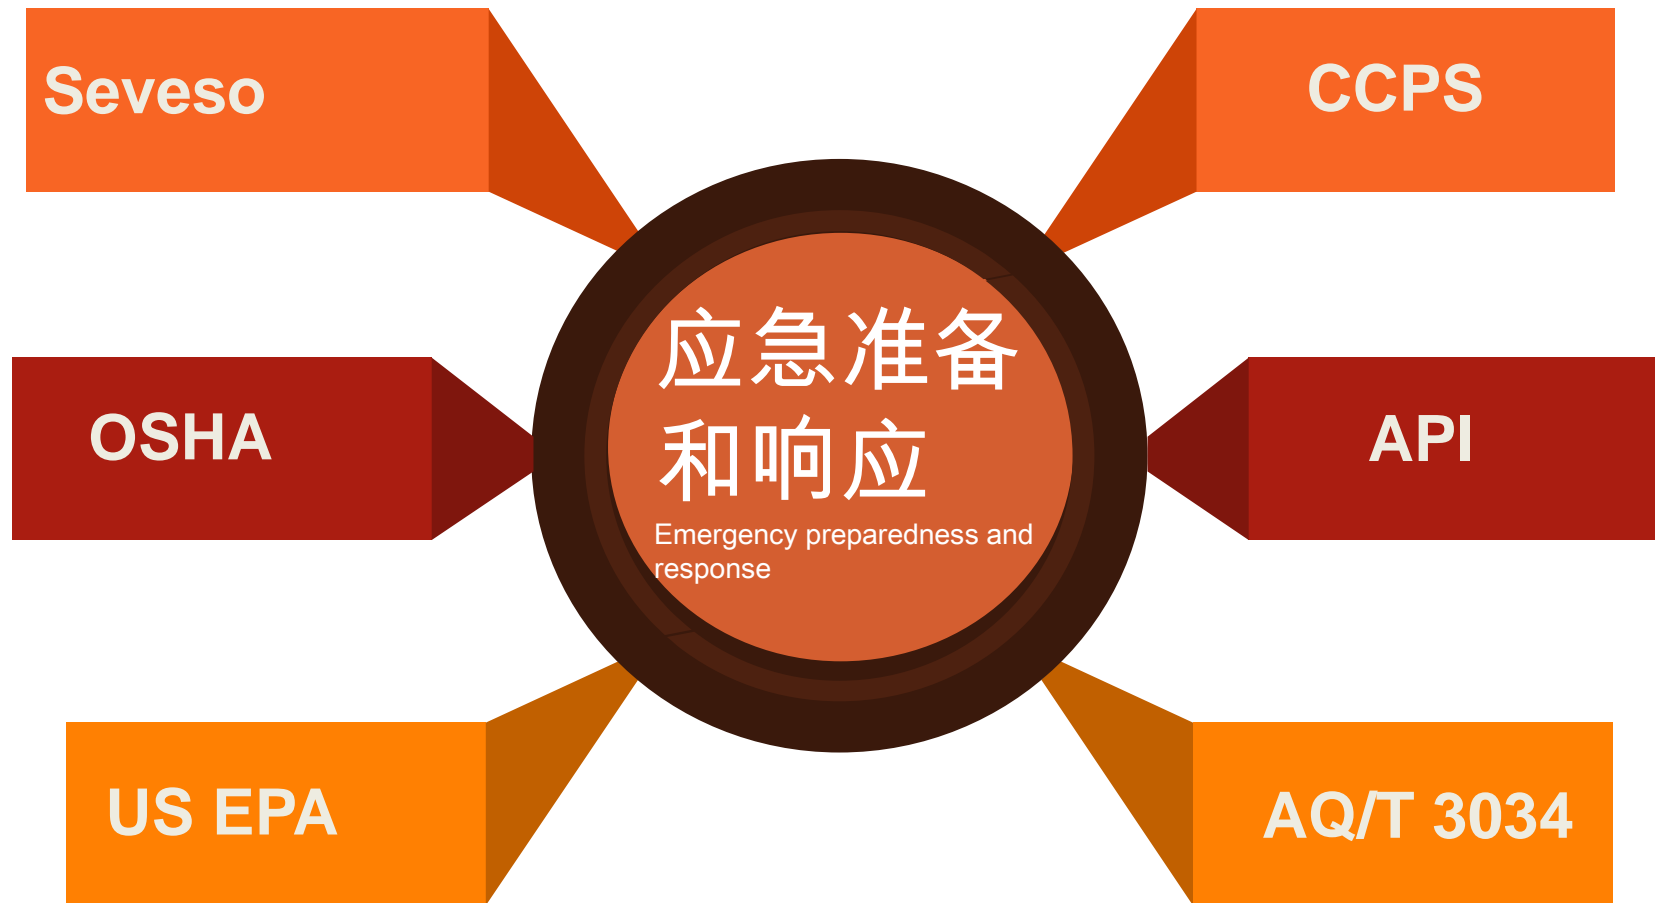 Seveso
CCPS
应急准备
和响应
Emergency preparedness and
response
OSHA
API
US EPA
AQ/T 3034